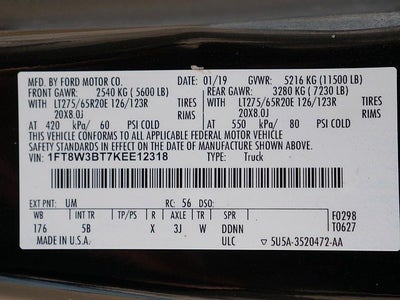 MFD. BY FORD MOTOR CO. DATE: 01/19 GVWR: 5216 KG (11500 LB)
FRONT GAWR: 2540 KG (5600 LB) REAR GAWR: 3280 KG (7230 LB)
WITH LT275/65R20E 126/123R TIRES WITH LT275/65R20E 126/123R TIRES
20X8.0J RIMS 20X8.0J RIMS
AT 420 kPa/ 60 PSI COLD AT 550 kPa/ 80 PSI COLD
THIS VEHICLE CONFORMS TO ALL APPLICABLE FEDERAL MOTOR VEHICLE
SAFETY STANDARDS IN EFFECT ON THE DATE OF MANUFACTURE SHOWN ABOVE.
VIN: 1FT8W3BT7KEE12318 TYPE: Truck
EXT PNT: UM RC: 56 DSO:
WB INT TR TP/PS R AXLE TR SPR F0298
176 5B X 3J W DDNN T0627
MADE IN U.S.A. ULC 5U5A-3520472-AA